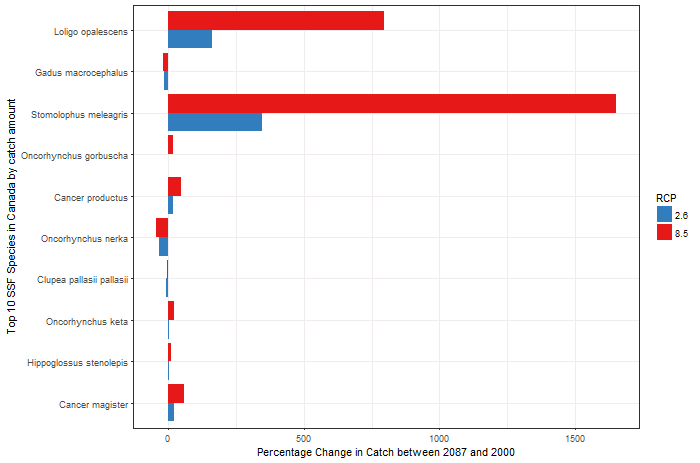 Top 10 SSF Species in Canada by catch amount
Loligo opalescens
Gadus macrocephalus
Stomolophus meleagris
Oncorhynchus gorbuscha
Cancer productus
Oncorhynchus nerka
Clupea pallasii pallasii
Oncorhynchus keta
Hippoglossus stenolepis
Cancer magister
0 500 1000 1500
Percentage Change in Catch between 2087 and 2000
RCP
2.6
8.5